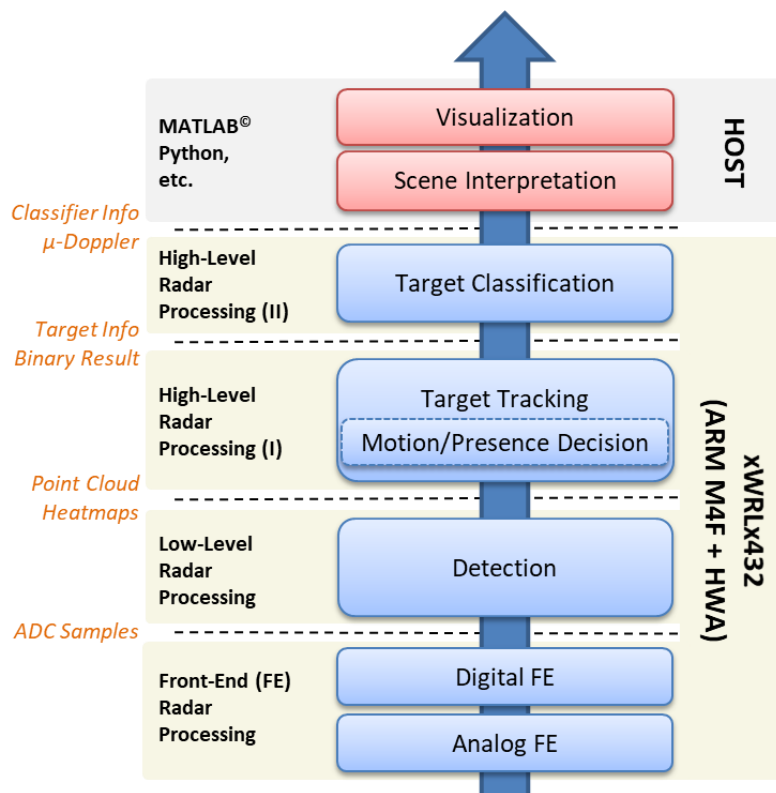 MATLAB©
Python,
etc.
Visualization
Scene Interpretation
HOST
Classifier Info
μ-Doppler
High-Level
Radar
Processing (II)
Target Classification
Target Info
Binary Result
High-Level
Radar
Processing (I)
Target Tracking
Motion/Presence Decision
xWRLx432
(ARM M4F + HWA)
Point Cloud
Heatmaps
Low-Level
Radar
Processing
Detection
ADC Samples
Front-End (FE)
Radar
Processing
Digital FE
Analog FE